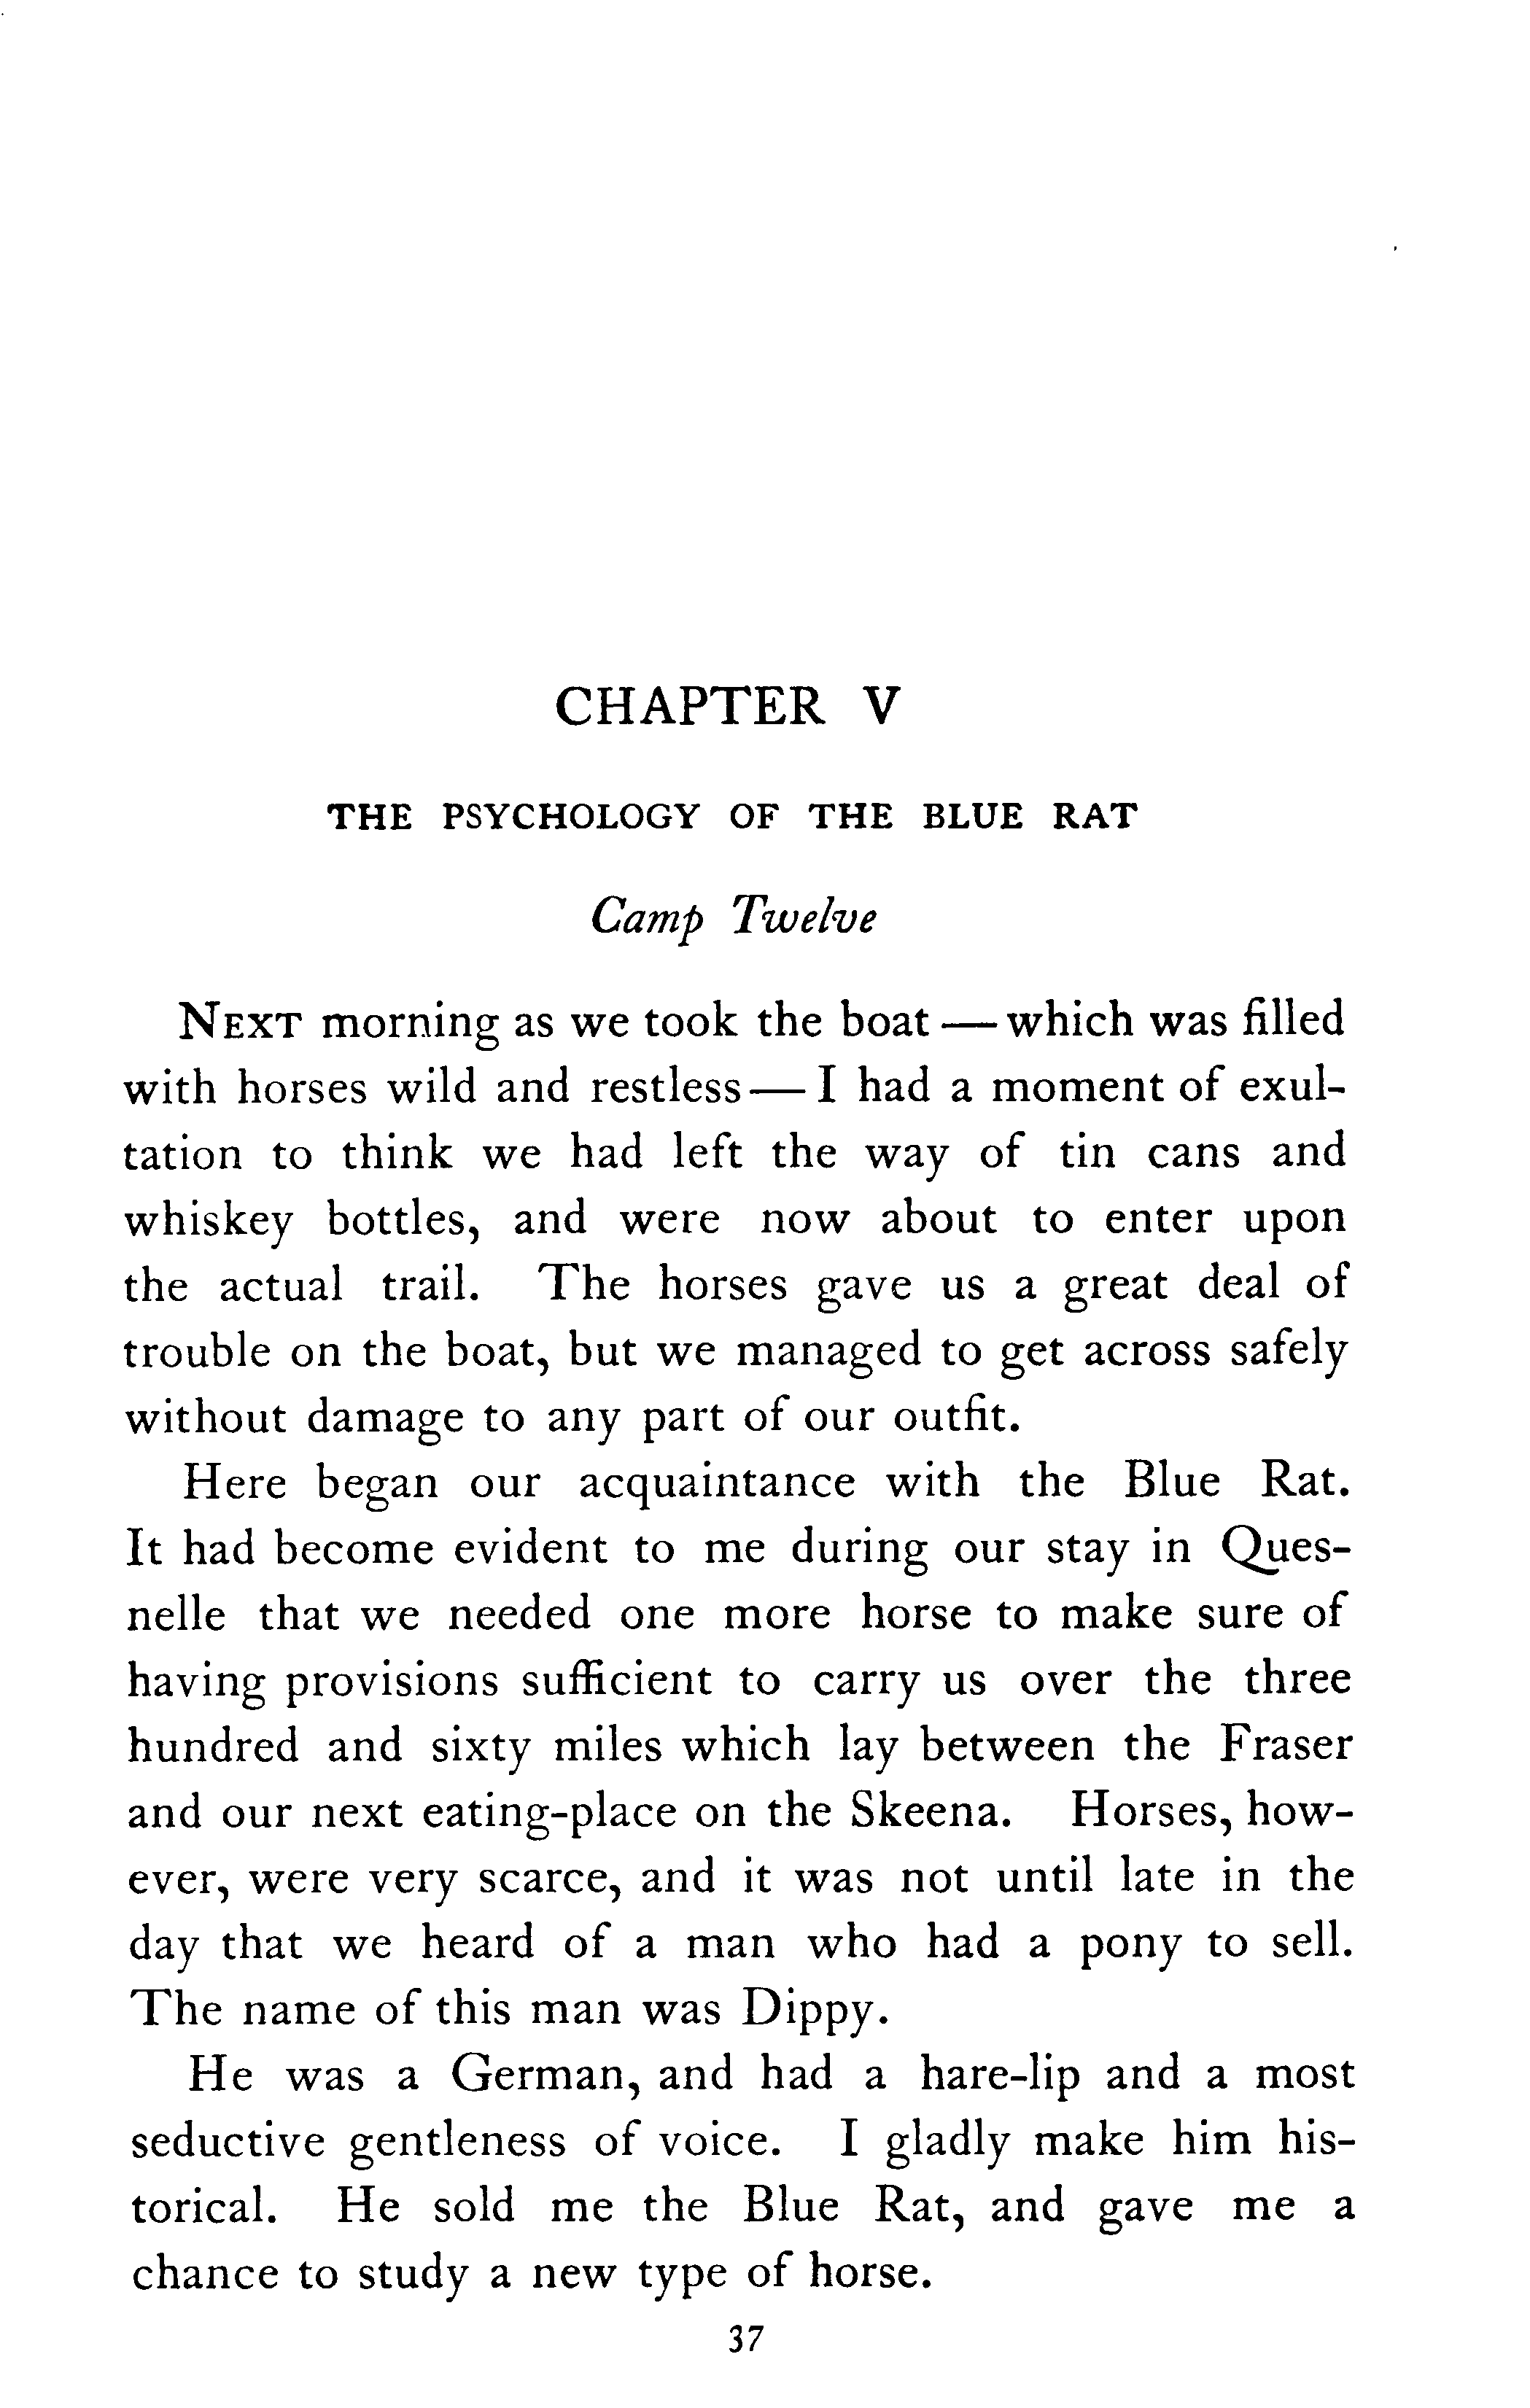 CHAPTER V
THE PSYCHOLOGY OF THE BLUE RAT
Camp Twelve
NEXT morning as we took the boat — which was filled
with horses wild and restless — I had a moment of exul-
tation to think we had left the way of tin cans and
whiskey bottles, and were now about to enter upon
the actual trail. The horses gave us a great deal of
trouble on the boat, but we managed to get across safely
without damage to any part of our outfit.
Here began our acquaintance with the Blue Rat.
It had become evident to me during our stay in Ques-
nelle that we needed one more horse to make sure of
having provisions sufficient to carry us over the three
hundred and sixty miles which lay between the Fraser
and our next eating-place on the Skeena. Horses, how-
ever, were very scarce, and it was not until late in the
day that we heard of a man who had a pony to sell.
The name of this man was Dippy.
He was a German, and had a hare-lip and a most
seductive gentleness of voice. I gladly make him his-
torical. He sold me the Blue Rat, and gave me a
chance to study a new type of horse.
37